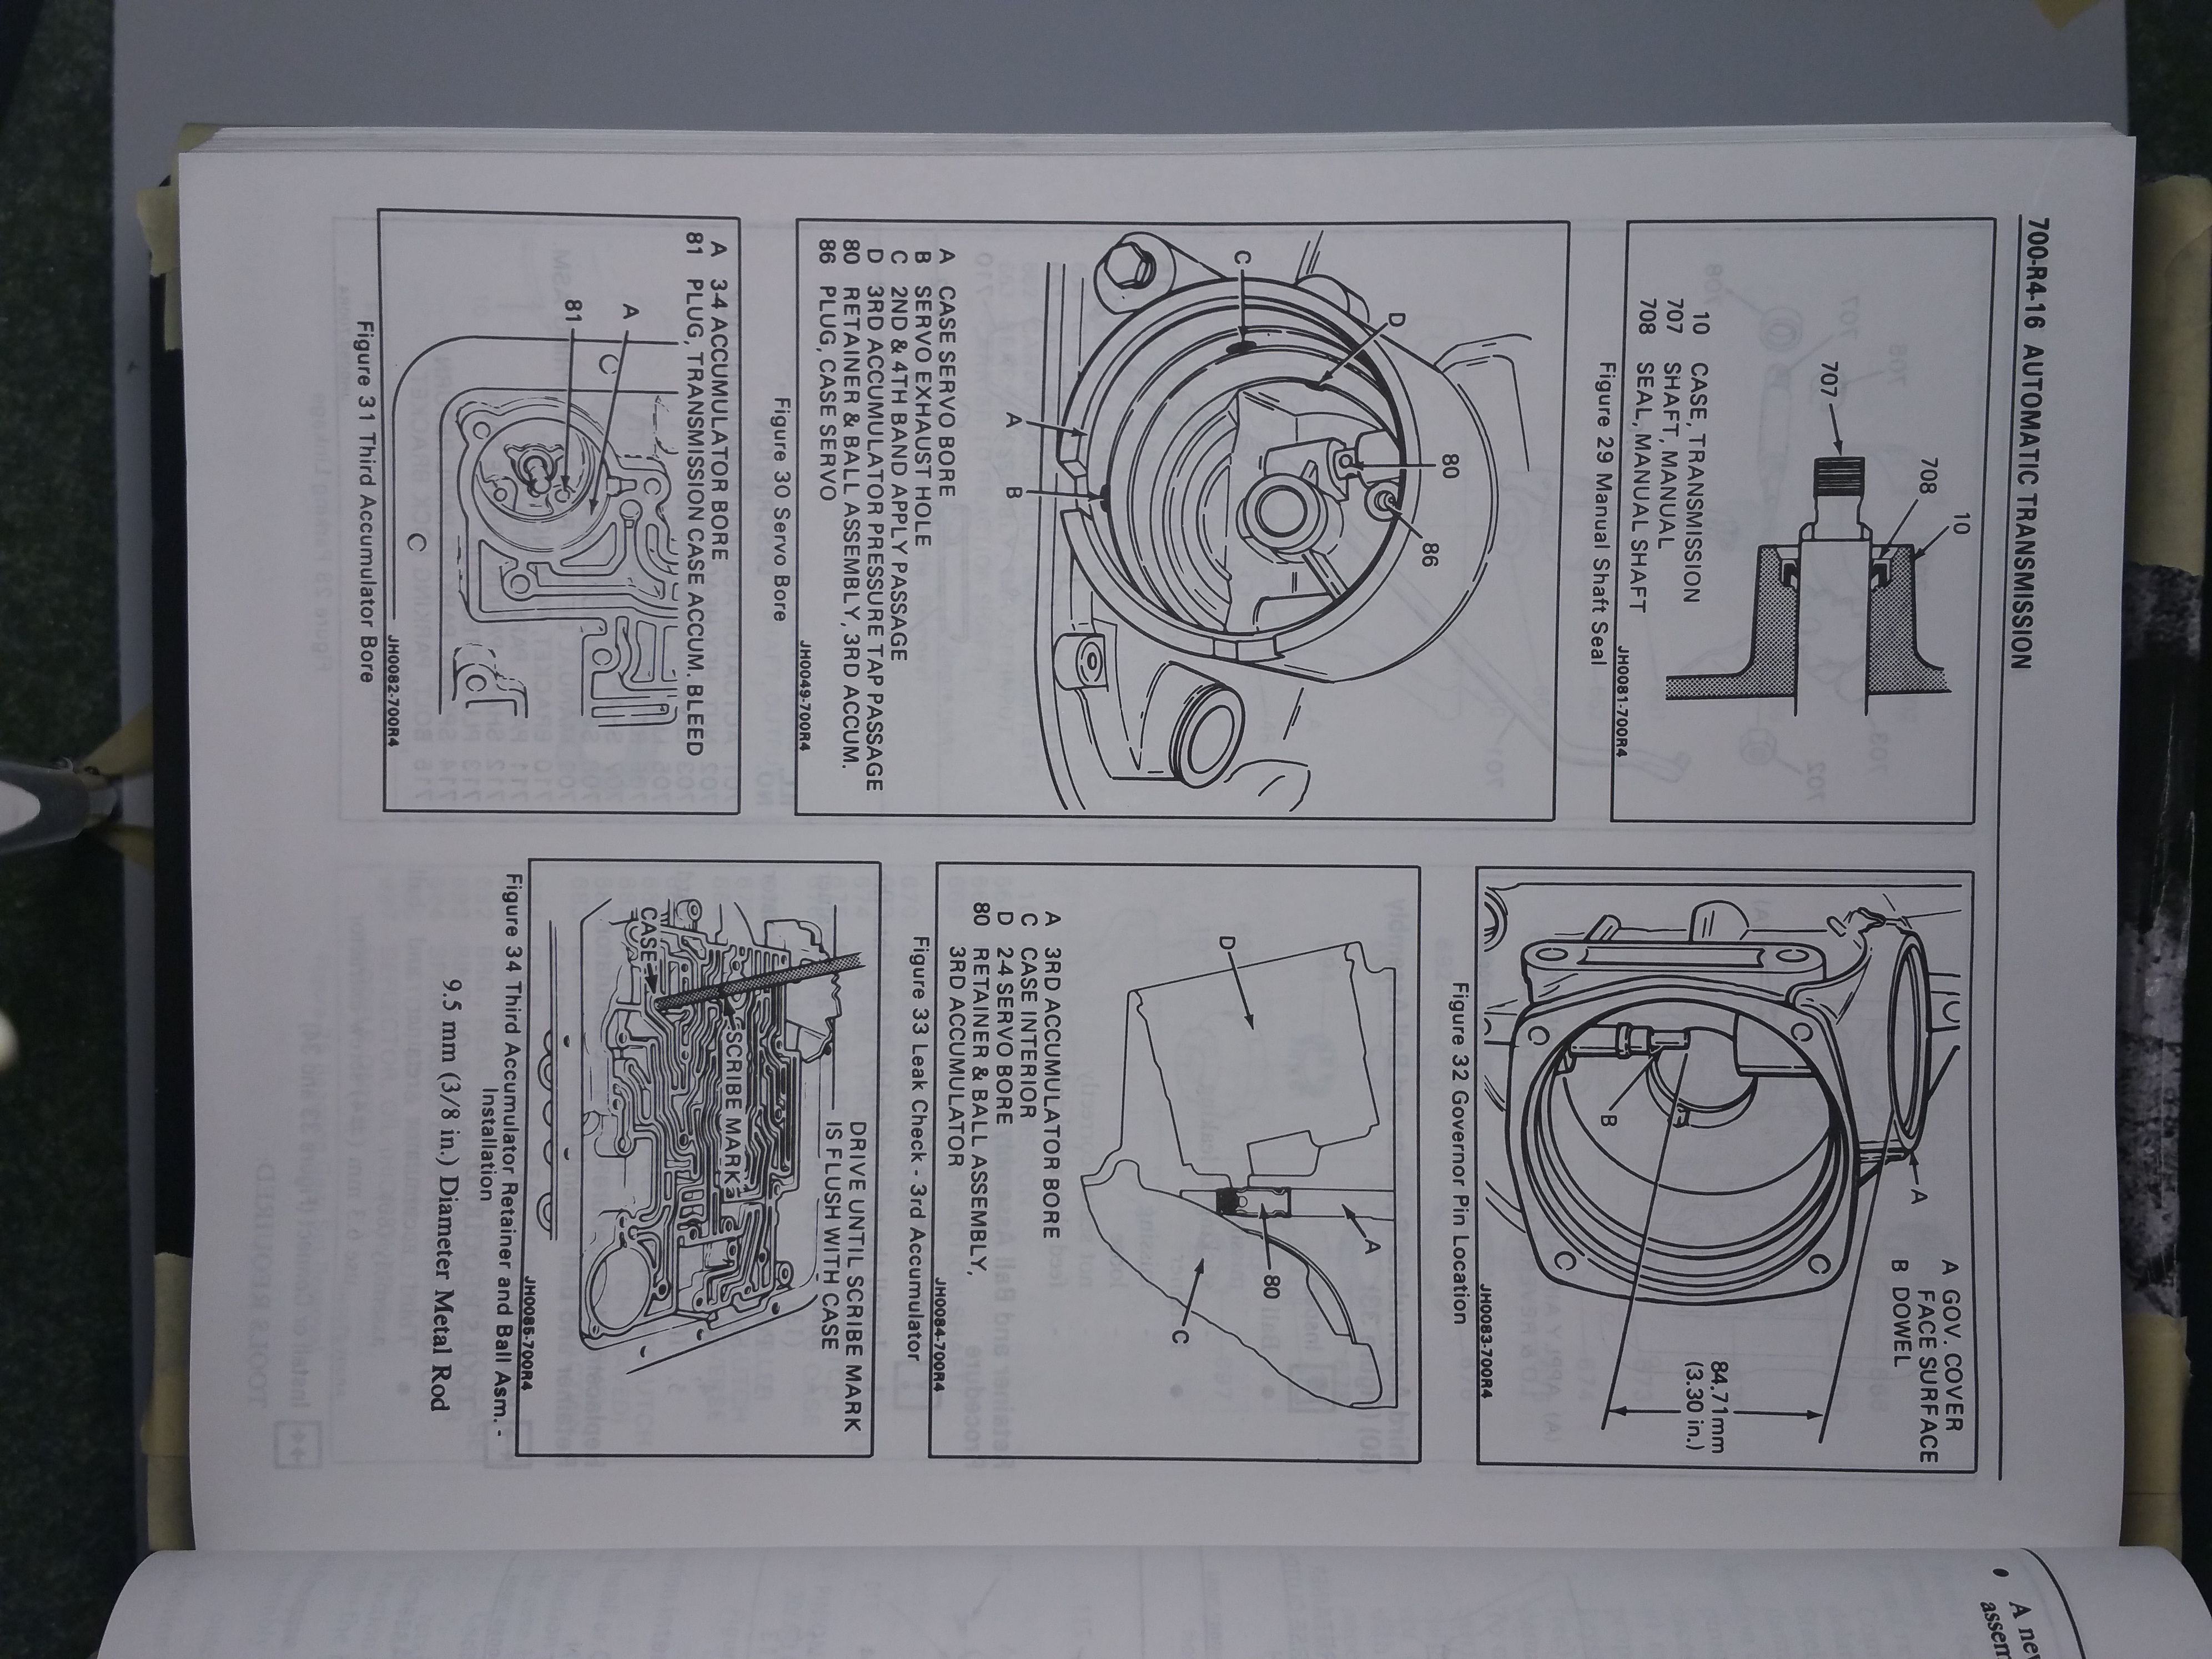 700-R4-16 AUTOMATIC TRANSMISSION
707
708
10
10 CASE, TRANSMISSION
707 SHAFT, MANUAL
708 SEAL, MANUAL SHAFT
JH0081-700R4
Figure 29 Manual Shaft Seal
C
D
80
86
A
B
A CASE SERVO BORE
B SERVO EXHAUST HOLE
C 2ND & 4TH BAND APPLY PASSAGE
D 3RD ACCUMULATOR PRESSURE TAP PASSAGE
80 RETAINER & BALL ASSEMBLY, 3RD ACCUM.
86 PLUG, CASE SERVO
JH0049-700R4
Figure 30 Servo Bore
A 3-4 ACCUMULATOR BORE
81 PLUG, TRANSMISSION CASE ACCUM. BLEED
A
81
JH0082-700R4
Figure 31 Third Accumulator Bore
A
B
A GOV. COVER
FACE SURFACE
B DOWEL
84.71mm
(3.30 in.)
JH0083-700R4
Figure 32 Governor Pin Location
D
A
80
C
A 3RD ACCUMULATOR BORE
C CASE INTERIOR
D 2-4 SERVO BORE
80 RETAINER & BALL ASSEMBLY,
3RD ACCUMULATOR
JH0084-700R4
Figure 33 Leak Check - 3rd Accumulator
DRIVE UNTIL SCRIBE MARK
IS FLUSH WITH CASE
SCRIBE MARK
CASE
JH0085-700R4
Figure 34 Third Accumulator Retainer and Ball Asm. -
Installation
9.5 mm (3/8 in.) Diameter Metal Rod
• A new
assem